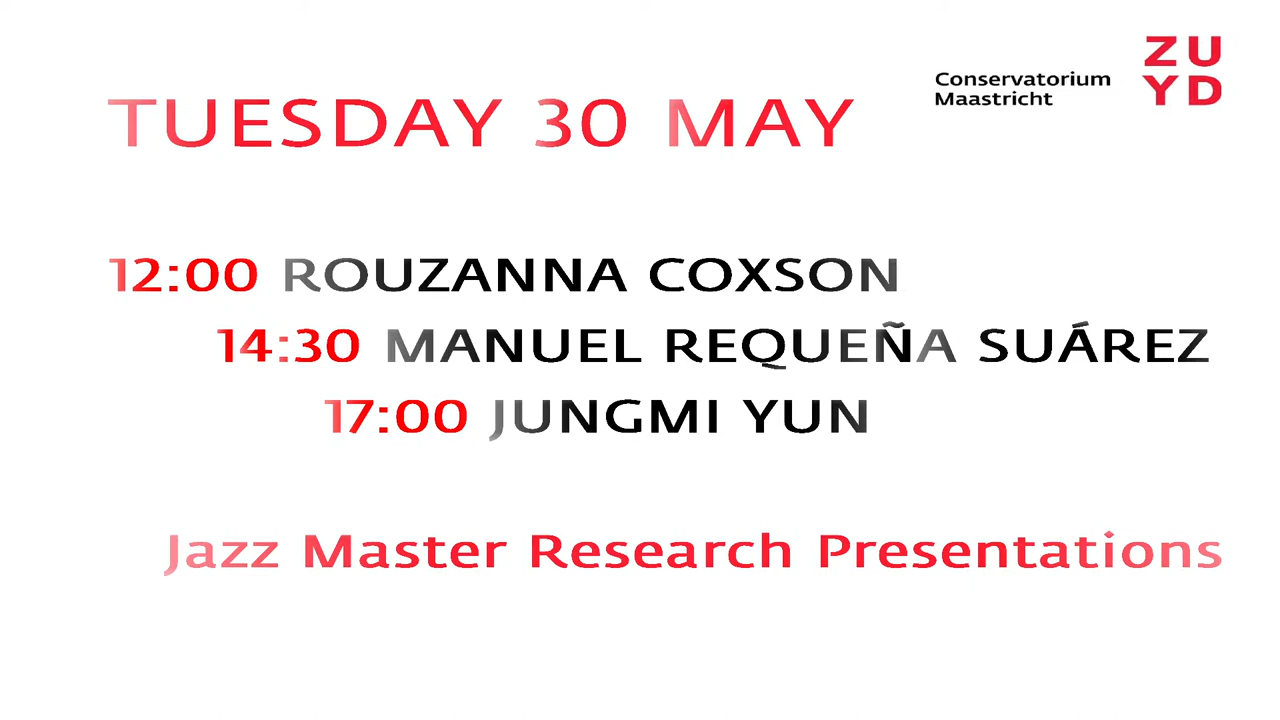 TUESDAY 30 MAY
Conservatorium
Maastricht
ZU
YD
12:00 ROUZANNA COXSON
14:30 MANUEL REQUEÑA SUÁREZ
17:00 JUNGMI YUN
Jazz Master Research Presentations